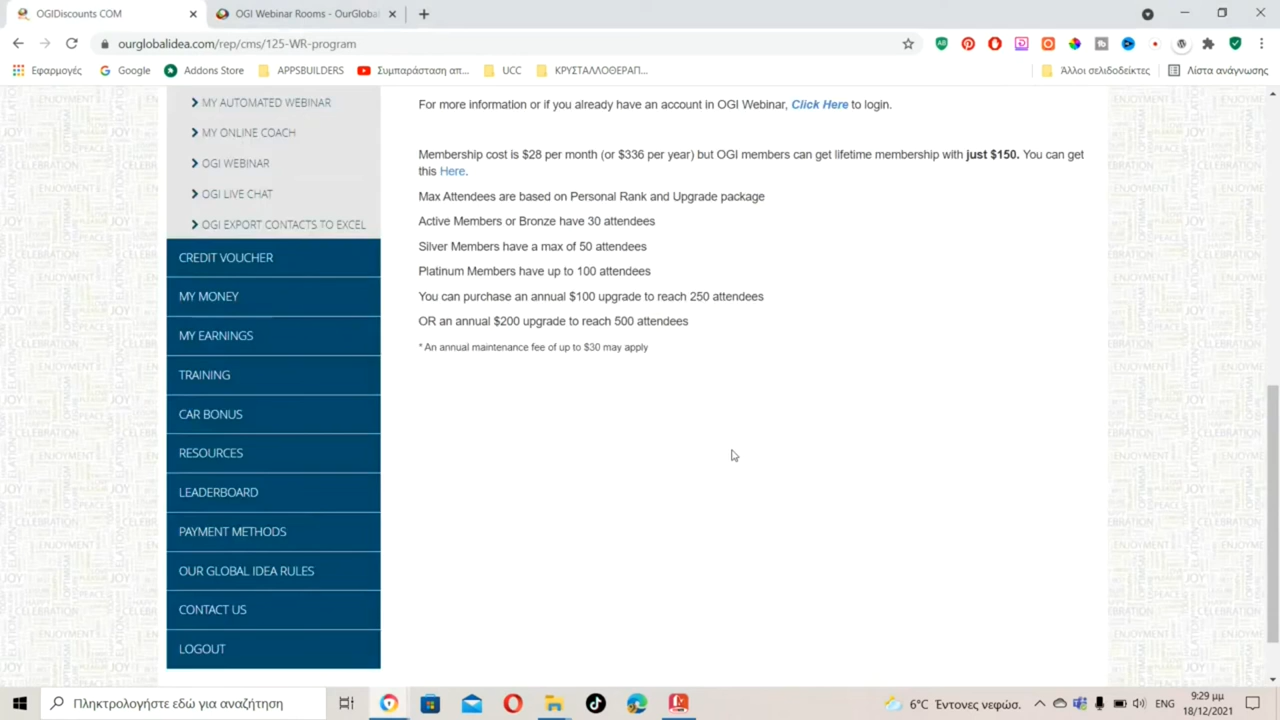 OGIDiscounts COM
OGI Webinar Rooms - OurGlobal
ourglobalidea.com/rep/cms/125-WR-program
Εφαρμογές
Google
Addons Store
APPSBUILDERS
Συμπαράσταση απ...
UCC
ΚΡΥΣΤΑΛΛΟΘΕΡΑΠ...
Άλλοι σελιδοδείκτες
Λίστα ανάγνωσης
MY AUTOMATED WEBINAR
MY ONLINE COACH
OGI WEBINAR
OGI LIVE CHAT
OGI EXPORT CONTACTS TO EXCEL
CREDIT VOUCHER
MY MONEY
MY EARNINGS
TRAINING
CAR BONUS
RESOURCES
LEADERBOARD
PAYMENT METHODS
OUR GLOBAL IDEA RULES
CONTACT US
LOGOUT
For more information or if you already have an account in OGI Webinar, Click Here to login.
Membership cost is $28 per month (or $336 per year) but OGI members can get lifetime membership with just $150. You can get
this Here.
Max Attendees are based on Personal Rank and Upgrade package
Active Members or Bronze have 30 attendees
Silver Members have a max of 50 attendees
Platinum Members have up to 100 attendees
You can purchase an annual $100 upgrade to reach 250 attendees
OR an annual $200 upgrade to reach 500 attendees
* An annual maintenance fee of up to $30 may apply
Πληκτρολογήστε εδώ για αναζήτηση
6°C Έντονες νεφώσ.
ENG
9:29 μμ
18/12/2021